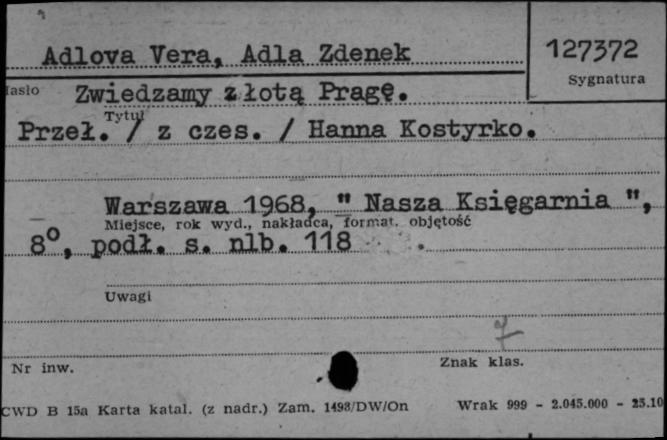 Adlova Vera, Adla Zdenek
127372
Sygnatura
Hasło Zwiedzamy złotą Pragę.
Tytuł
Przeł. / z czes. / Hanna Kostyrko.
Warszawa 1968, " Nasza Księgarnia ",
Miejsce, rok wyd., nakładca, format, objętość
8°, podł. s. nlb. 118
Uwagi
Nr inw.
Znak klas.
CWD B 15a Karta katal. (z nadr.) Zam. 1498/DW/On
Wrak 999 - 2.045.000 - 25.10